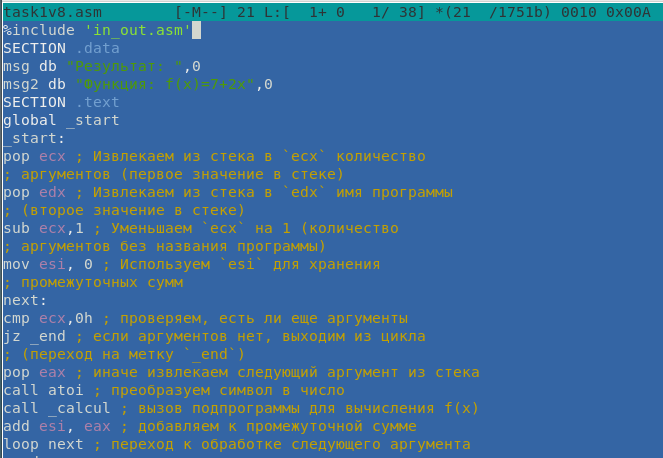 task1v8.asm [-M--] 21 L:[ 1+ 0 1/ 38] *(21 /1751b) 0010 0x00A
%include 'in_out.asm'
SECTION .data
msg db "Результат: ",0
msg2 db "Функция: f(x)=7+2x",0
SECTION .text
global _start
_start:
pop ecx ; Извлекаем из стека в `ecx` количество
; аргументов (первое значение в стеке)
pop edx ; Извлекаем из стека в `edx` имя программы
; (второе значение в стеке)
sub ecx,1 ; Уменьшаем `ecx` на 1 (количество
; аргументов без названия программы)
mov esi, 0 ; Используем `esi` для хранения
; промежуточных сумм
next:
cmp ecx,0h ; проверяем, есть ли еще аргументы
jz _end ; если аргументов нет, выходим из цикла
; (переход на метку `_end`)
pop eax ; иначе извлекаем следующий аргумент из стека
call atoi ; преобразуем символ в число
call _calcul ; вызов подпрограммы для вычисления f(x)
add esi, eax ; добавляем к промежуточной сумме
loop next ; переход к обработке следующего аргумента